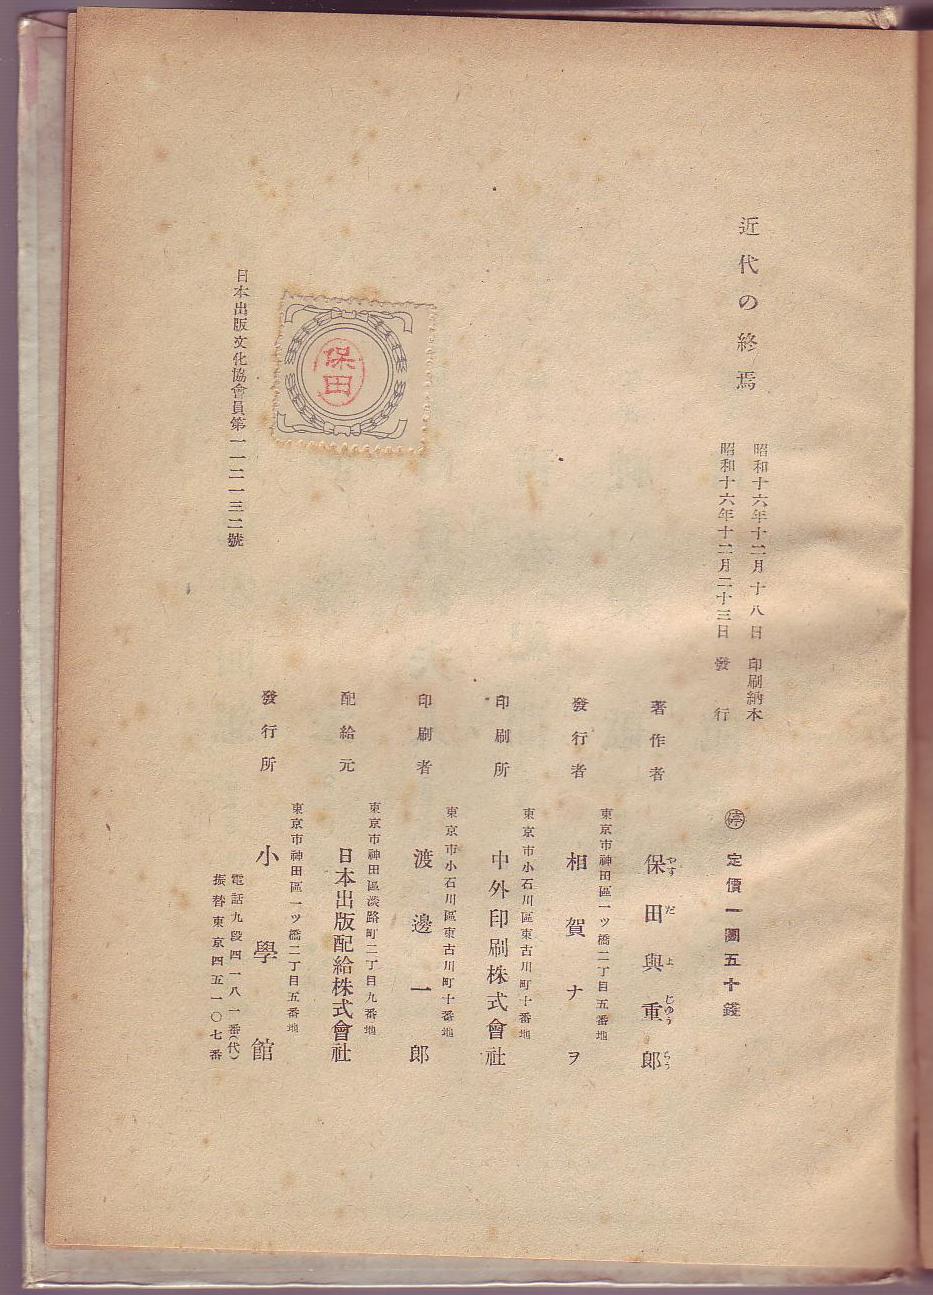 近代の終焉
昭和十六年十二月十八日 印刷納本
昭和十六年十二月二十三日 發行
㊡ 定價一圓五十錢
著作者 保田與重郎
やすだよじゆうらう
東京市神田區一ツ橋二丁目五番地
發行者 相賀ナヲ
東京市小石川區東古川町十番地
印刷所 中外印刷株式會社
東京市小石川區東古川町十番地
印刷者 渡邊一郎
東京市神田區淡路町二丁目九番地
配給元 日本出版配給株式會社
東京市神田區一ツ橋二丁目五番地
發行所 小學館
電話九段四一八一番(代)
振替東京四五一〇七番
保田
日本出版文化協會員第一一二一三二號